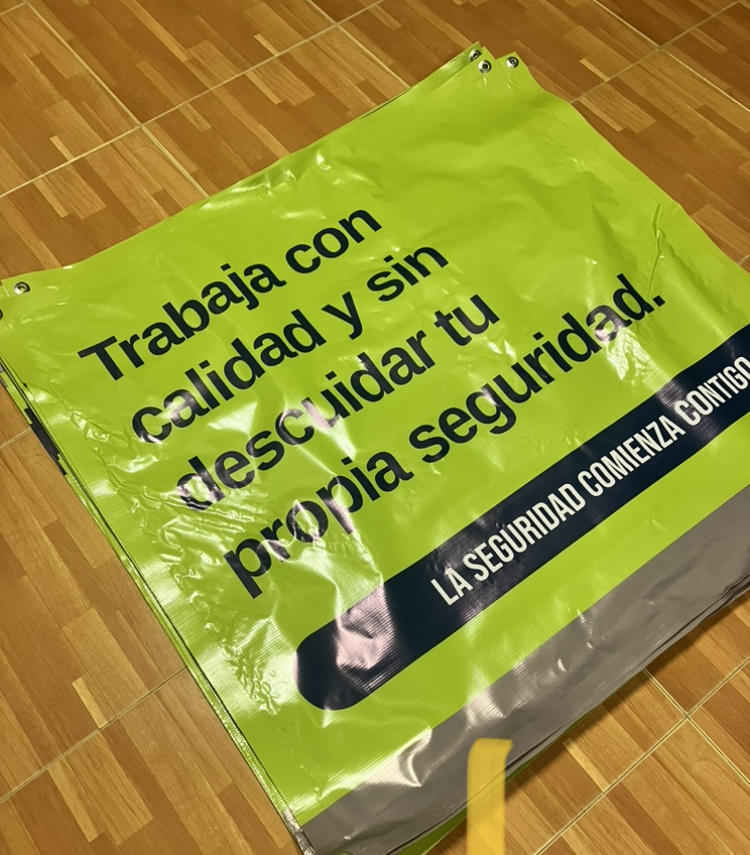 Trabaja con
calidad y sin
descuidar tu
propia seguridad.
LA SEGURIDAD COMIENZA CONTIGO